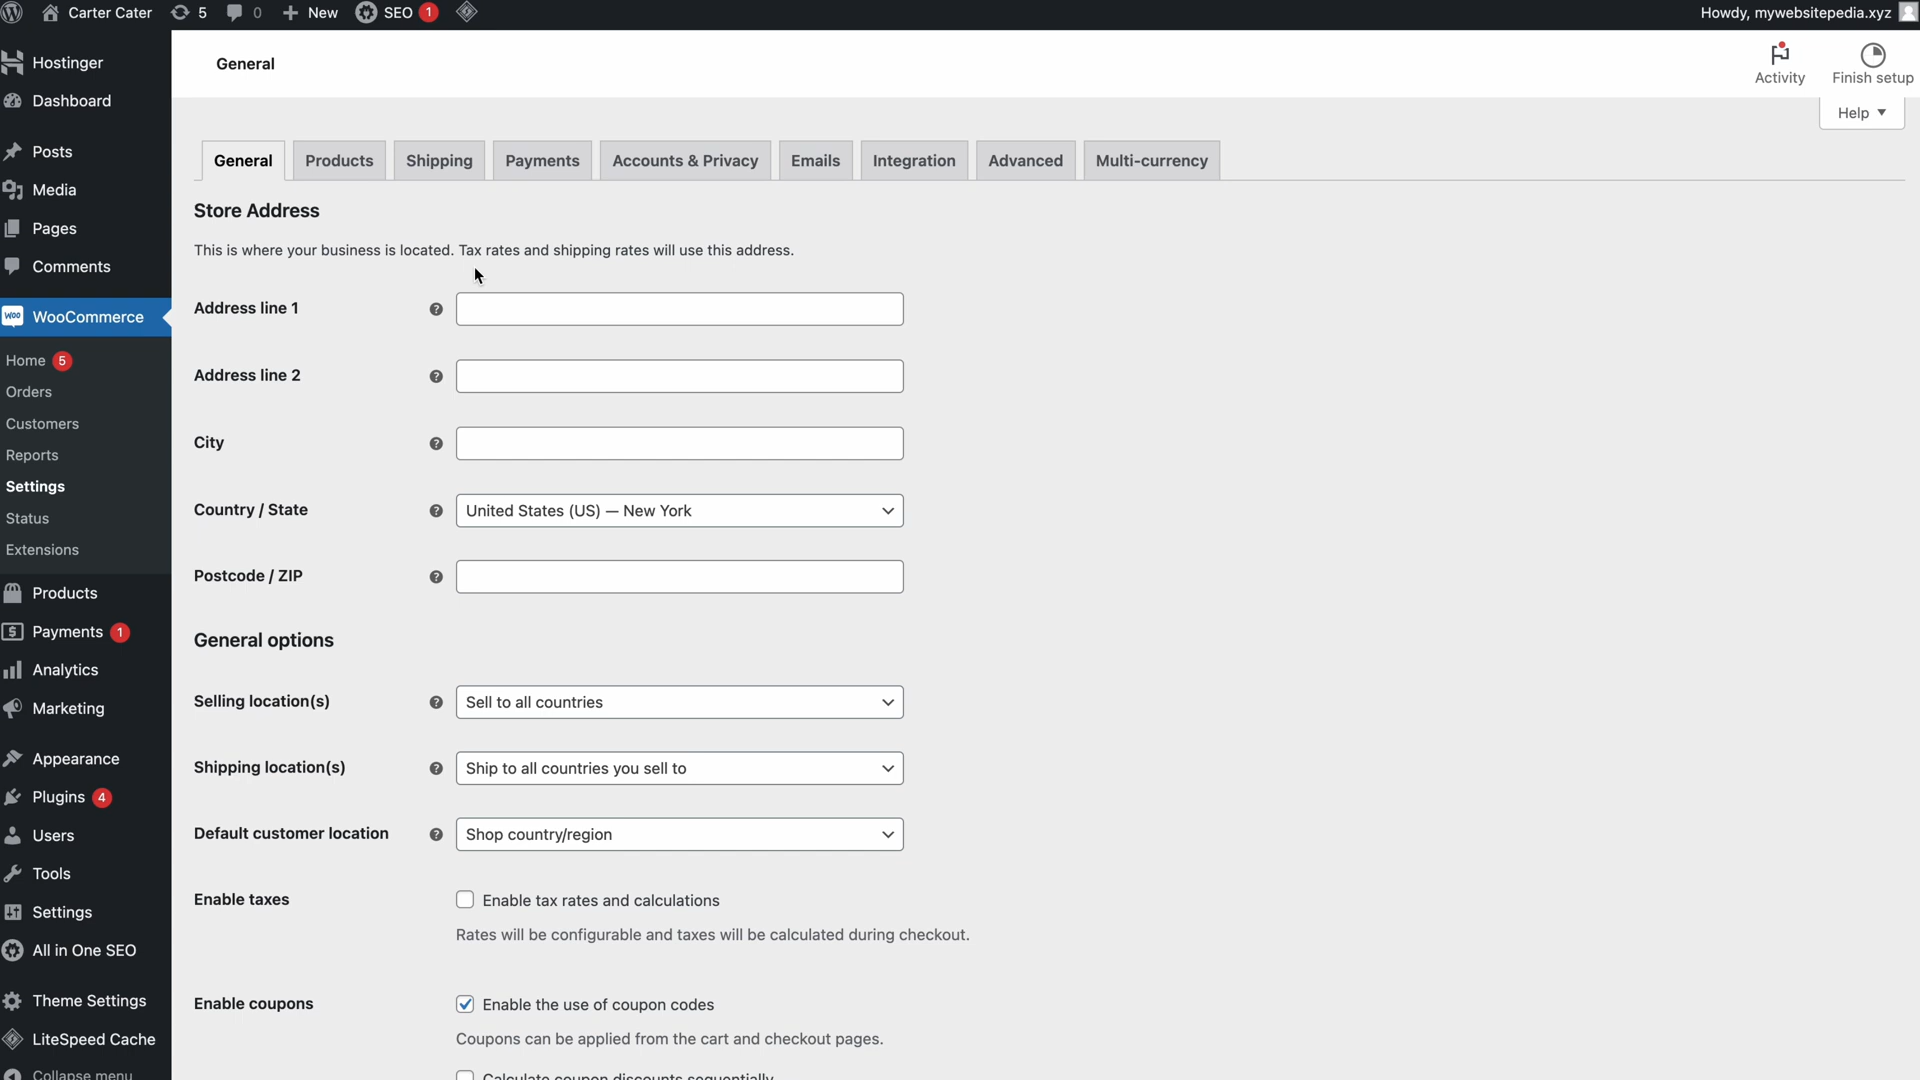 Carter Cater 5 0 New SEO 1
Howdy, mywebsitepedia.xyz
Hostinger
Dashboard
Posts
Media
Pages
Comments
WooCommerce
Home 5
Orders
Customers
Reports
Settings
Status
Extensions
Products
Payments 1
Analytics
Marketing
Appearance
Plugins 4
Users
Tools
Settings
All in One SEO
Theme Settings
LiteSpeed Cache
Collapse menu
General
Activity
Finish setup
Help
General Products Shipping Payments Accounts & Privacy Emails Integration Advanced Multi-currency
Store Address
This is where your business is located. Tax rates and shipping rates will use this address.
Address line 1
Address line 2
City
Country / State United States (US) — New York
Postcode / ZIP
General options
Selling location(s) Sell to all countries
Shipping location(s) Ship to all countries you sell to
Default customer location Shop country/region
Enable taxes Enable tax rates and calculations
Rates will be configurable and taxes will be calculated during checkout.
Enable coupons Enable the use of coupon codes
Coupons can be applied from the cart and checkout pages.
Calculate coupon discounts sequentially